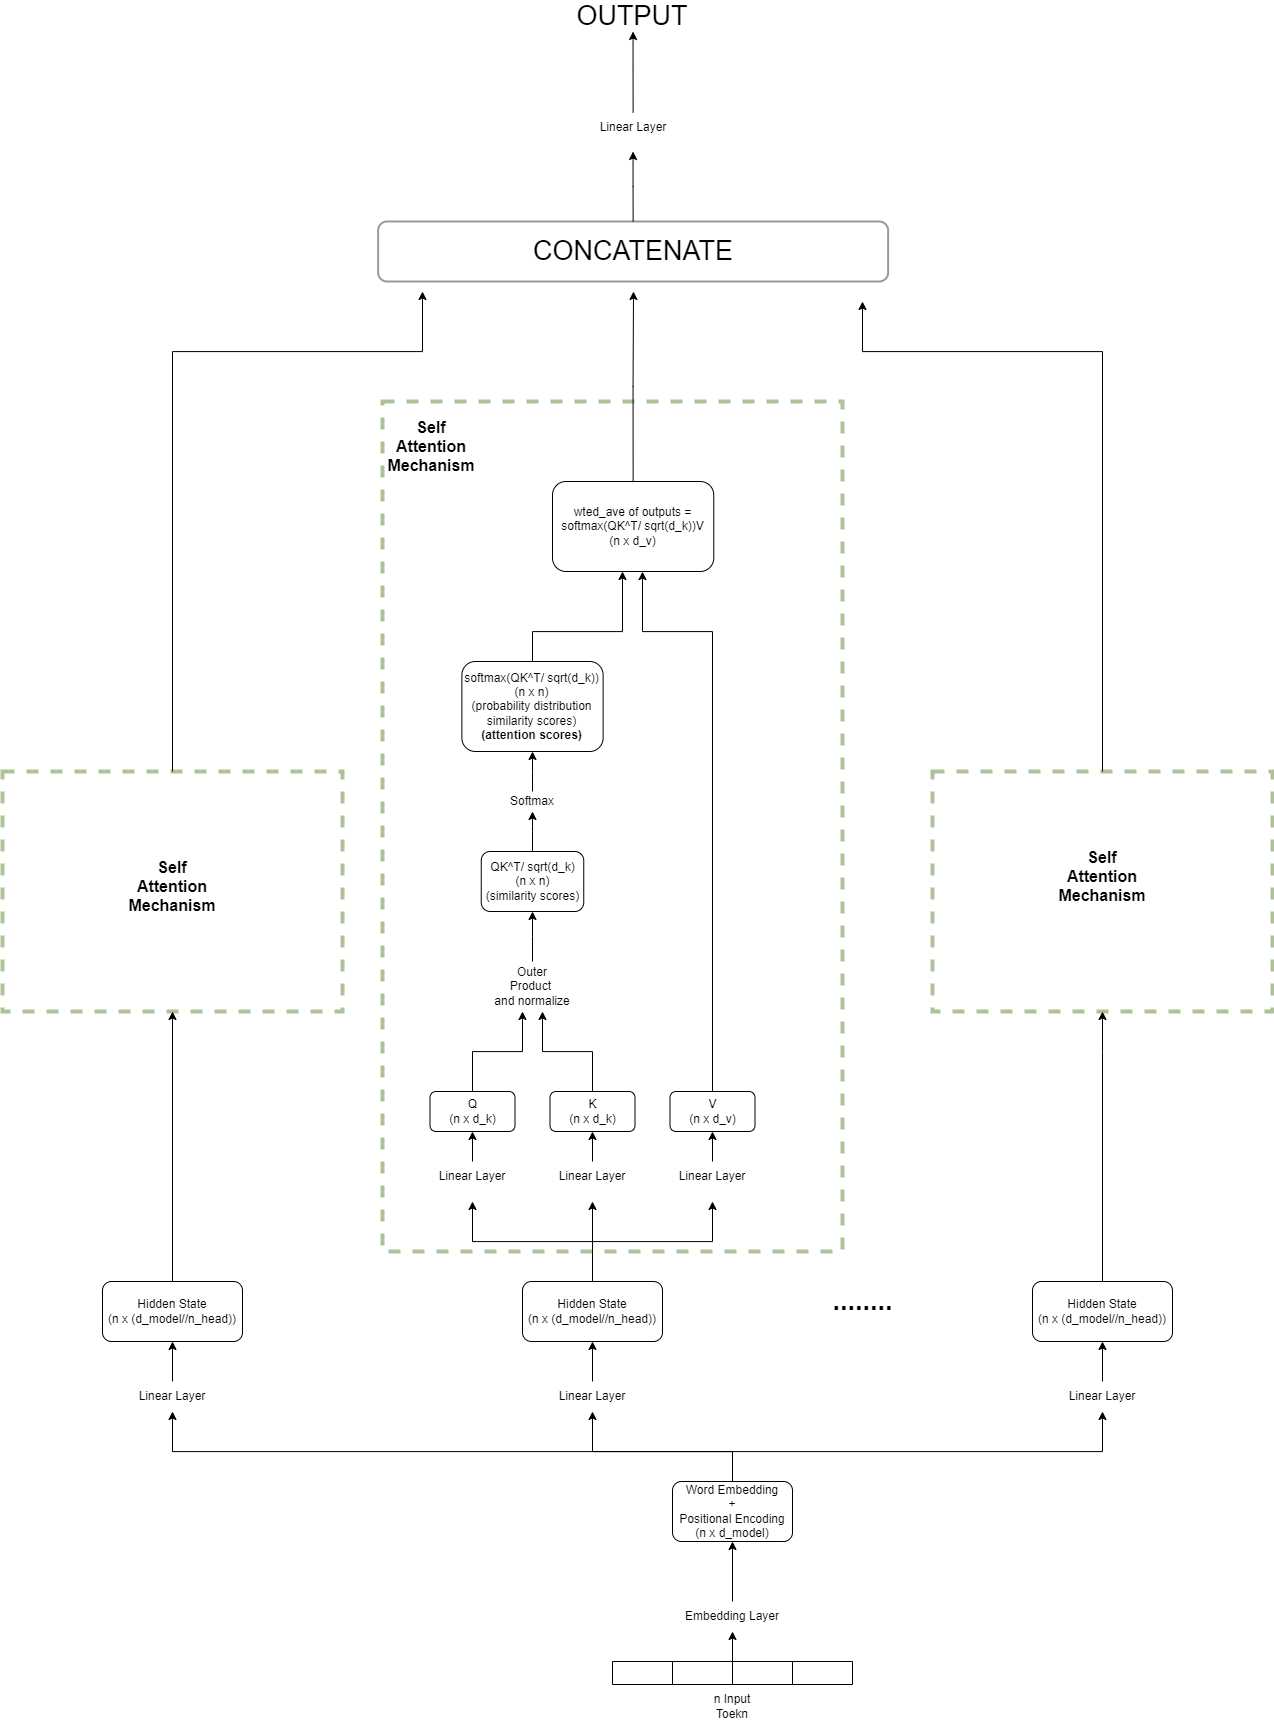 OUTPUT
Linear Layer
CONCATENATE
Self
Attention
Mechanism
wted_ave of outputs =
softmax(QK^T/ sqrt(d_k))V
(n x d_v)
softmax(QK^T/ sqrt(d_k))
(n x n)
(probability distribution
similarity scores)
(attention scores)
Softmax
QK^T/ sqrt(d_k)
(n x n)
(similarity scores)
Self
Attention
Mechanism
Self
Attention
Mechanism
Outer
Product
and normalize
Q
(n x d_k)
K
(n x d_k)
V
(n x d_v)
Linear Layer
Linear Layer
Linear Layer
Hidden State
(n x (d_model//n_head))
Hidden State
(n x (d_model//n_head))
........
Hidden State
(n x (d_model//n_head))
Linear Layer
Linear Layer
Linear Layer
Word Embedding
+
Positional Encoding
(n x d_model)
Embedding Layer
n Input
Toekn